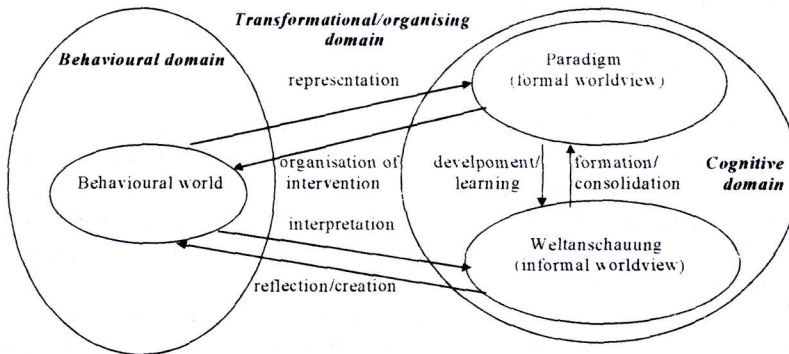 Transformational/organising
domain
Behavioural domain
representation
Paradigm
(formal worldview)
Behavioural world
organisation of
intervention
develpoment/
learning
formation/
consolidation
Cognitive
domain
interpretation
Weltanschauung
(informal worldview)
reflection/creation